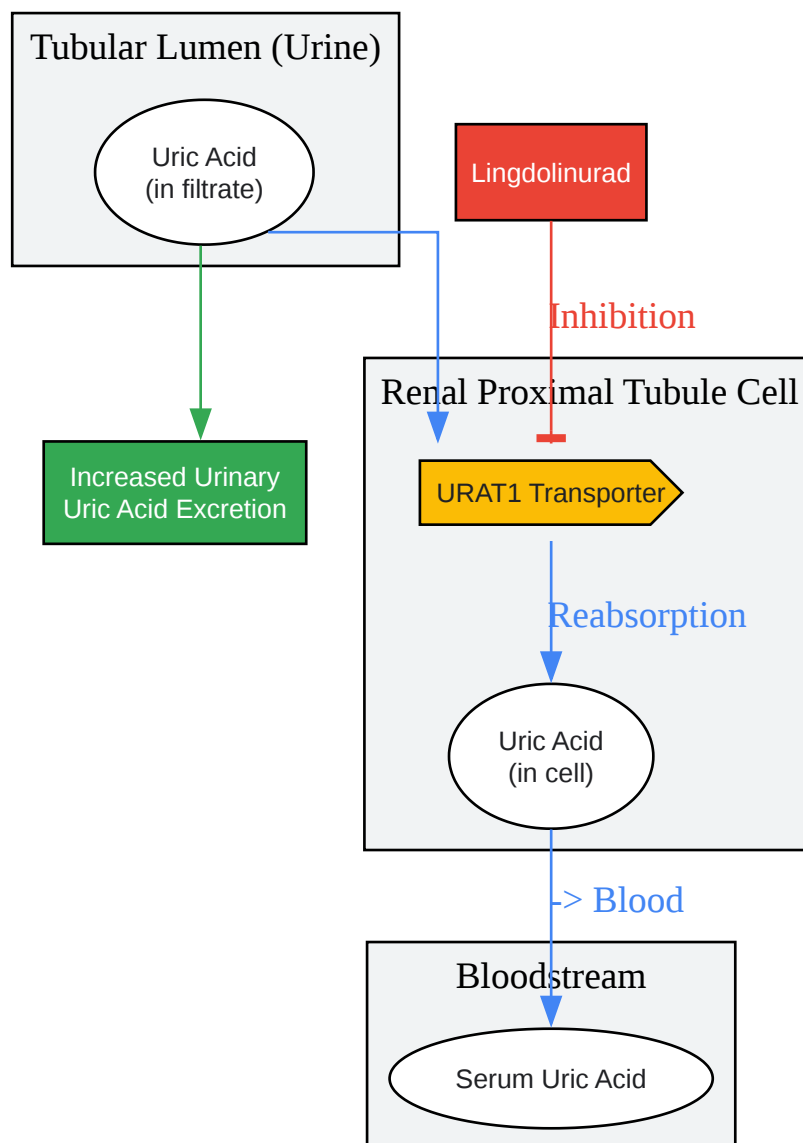 Tubular Lumen (Urine)
Uric Acid
(in filtrate)
Lingdolinurad
Inhibition
Renal Proximal Tubule Cell
Increased Urinary
Uric Acid Excretion
URAT1 Transporter
Reabsorption
Uric Acid
(in cell)
-> Blood
Bloodstream
Serum Uric Acid